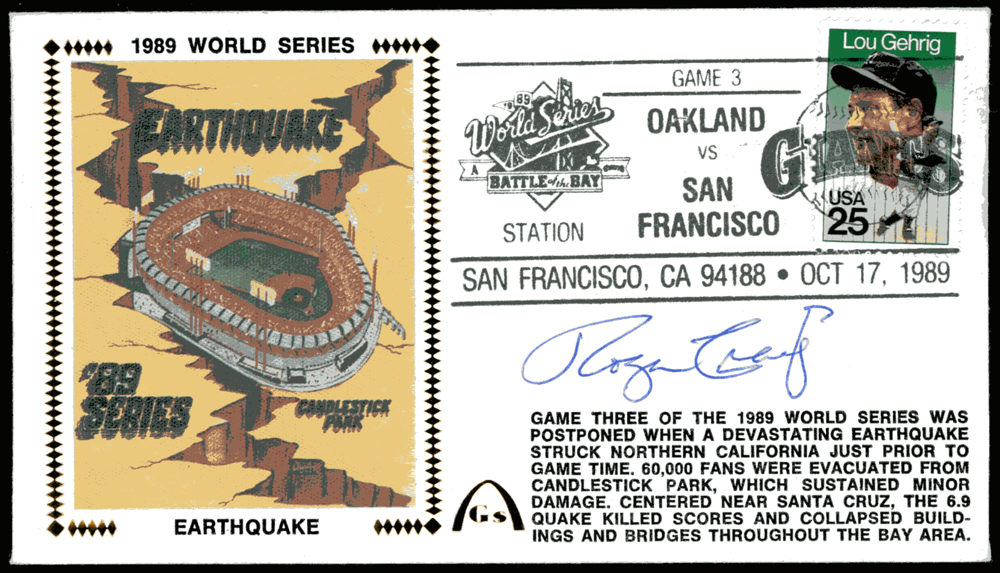 1989 WORLD SERIES
EARTHQUAKE
'89
SERIES
CANDLESTICK
PARK
EARTHQUAKE
GAME 3
'89
World Series
A
BATTLE of the BAY
STATION
OAKLAND
VS
SAN
FRANCISCO
Lou Gehrig
USA
25
SAN FRANCISCO, CA 94188 • OCT 17, 1989
Roger Craig
Gs
GAME THREE OF THE 1989 WORLD SERIES WAS
POSTPONED WHEN A DEVASTATING EARTHQUAKE
STRUCK NORTHERN CALIFORNIA JUST PRIOR TO
GAME TIME. 60,000 FANS WERE EVACUATED FROM
CANDLESTICK PARK, WHICH SUSTAINED MINOR
DAMAGE. CENTERED NEAR SANTA CRUZ, THE 6.9
QUAKE KILLED SCORES AND COLLAPSED BUILD-
INGS AND BRIDGES THROUGHOUT THE BAY AREA.